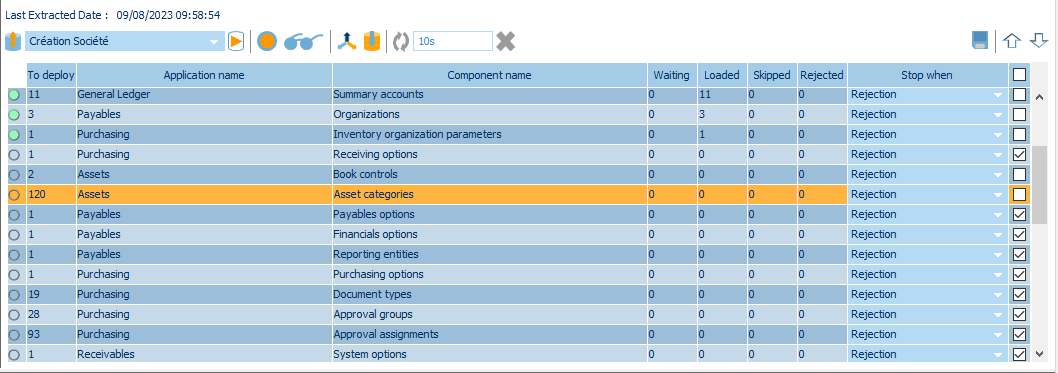 Last Extracted Date : 09/08/2023 09:58:54
Création Société 10s
To deploy Application name Component name Waiting Loaded Skipped Rejected Stop when
11 General Ledger Summary accounts 0 11 0 0 Rejection
3 Payables Organizations 0 3 0 0 Rejection
1 Purchasing Inventory organization parameters 0 1 0 0 Rejection
1 Purchasing Receiving options 0 0 0 0 Rejection
2 Assets Book controls 0 0 0 0 Rejection
120 Assets Asset categories 0 0 0 0 Rejection
1 Payables Payables options 0 0 0 0 Rejection
1 Payables Financials options 0 0 0 0 Rejection
1 Payables Reporting entities 0 0 0 0 Rejection
1 Purchasing Purchasing options 0 0 0 0 Rejection
19 Purchasing Document types 0 0 0 0 Rejection
28 Purchasing Approval groups 0 0 0 0 Rejection
93 Purchasing Approval assignments 0 0 0 0 Rejection
1 Receivables System options 0 0 0 0 Rejection